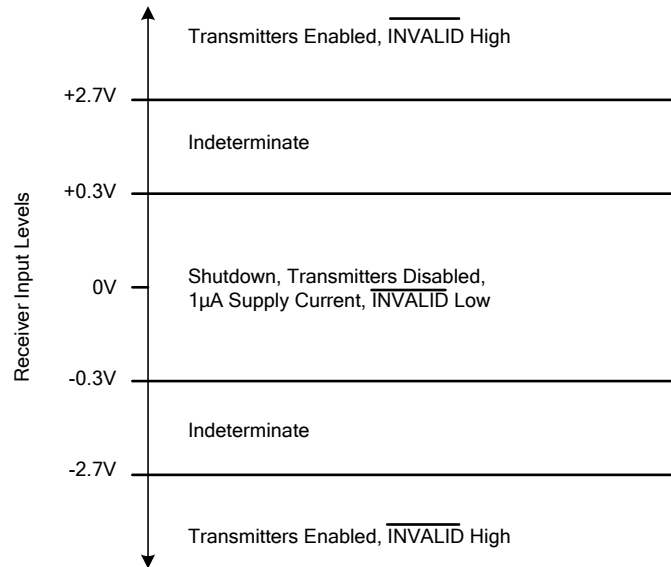 Transmitters Enabled, INVALID High
+2.7V
Indeterminate
+0.3V
Receiver Input Levels
0V
Shutdown, Transmitters Disabled,
1µA Supply Current, INVALID Low
-0.3V
Indeterminate
-2.7V
Transmitters Enabled, INVALID High